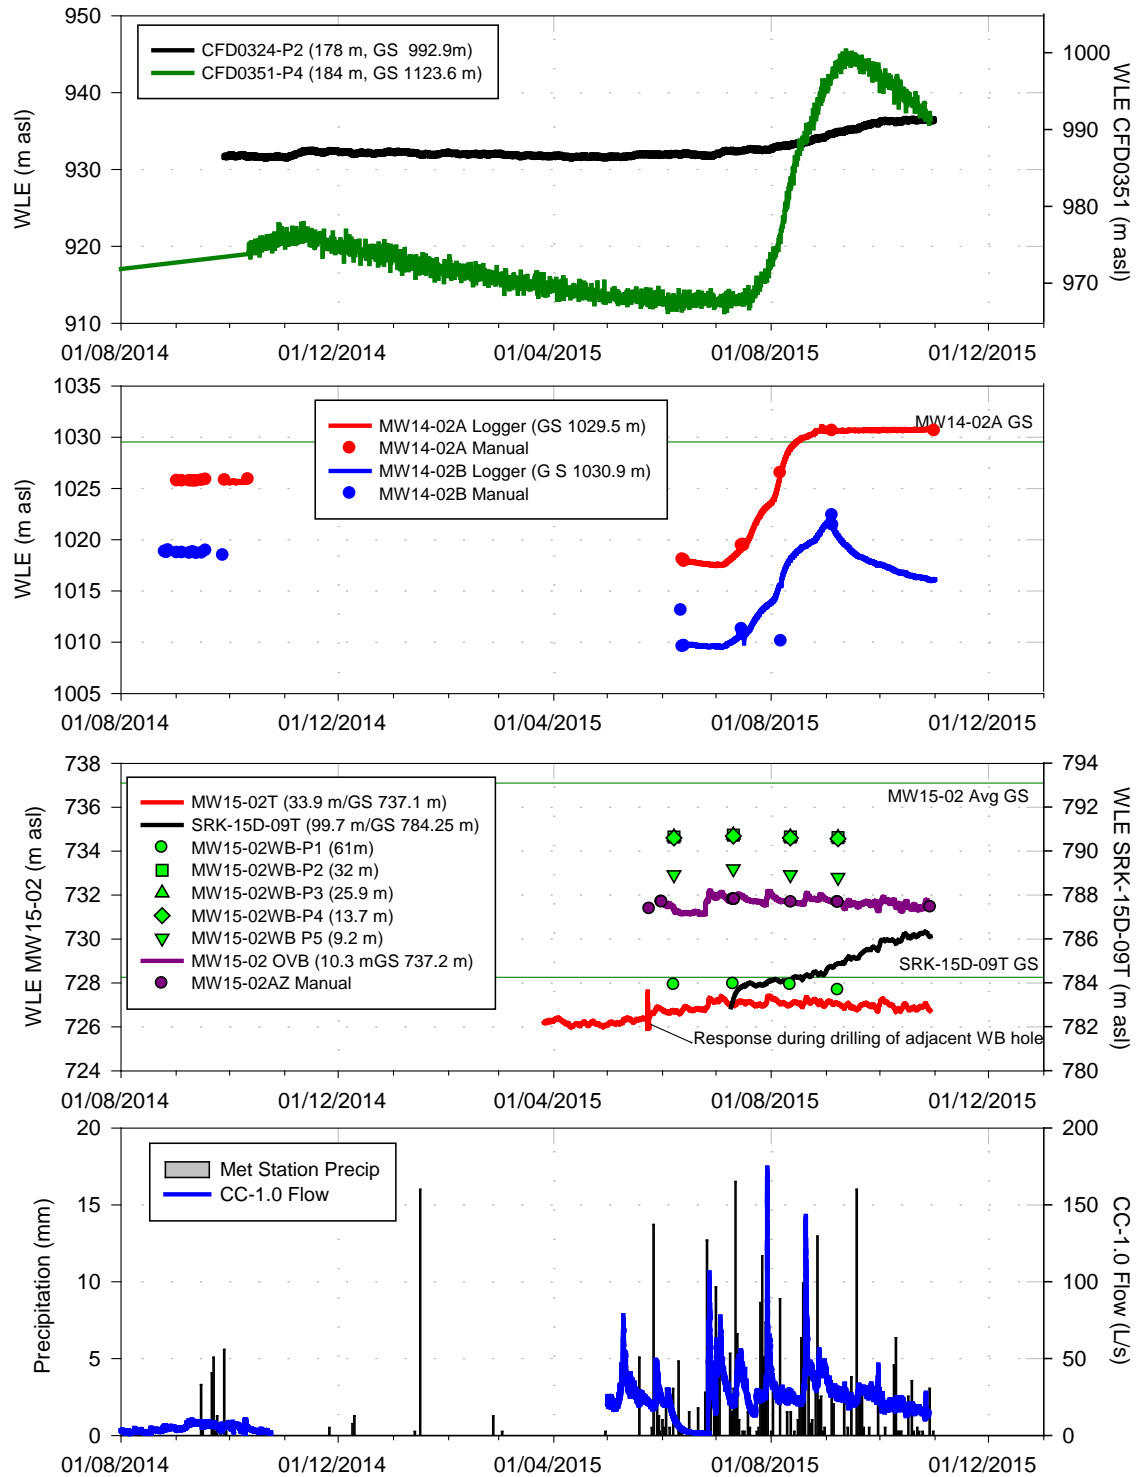 950
940
930
920
910
WLE (m asl)
CFD0324-P2 (178 m, GS  992.9m)
CFD0351-P4 (184 m, GS 1123.6 m)
1000
990
980
970
WLE CFD0351
(m asl)
01/08/2014
01/12/2014
01/04/2015
01/08/2015
01/12/2015
1035
1030
1025
1020
1015
1010
1005
WLE (m asl)
MW14-02A Logger (GS 1029.5 m)
MW14-02A Manual
MW14-02B Logger (G S 1030.9 m)
MW14-02B Manual
MW14-02A GS
01/08/2014
01/12/2014
01/04/2015
01/08/2015
01/12/2015
738
736
734
732
730
728
726
724
WLE MW15-02 (m asl)
MW15-02T (33.9 m/GS 737.1 m)
SRK-15D-09T (99.7 m/GS 784.25 m)
MW15-02WB-P1 (61m)
MW15-02WB-P2 (32 m)
MW15-02WB-P3 (25.9 m)
MW15-02WB-P4 (13.7 m)
MW15-02WB P5 (9.2 m)
MW15-02 OVB (10.3 mGS 737.2 m)
MW15-02AZ Manual
MW15-02 Avg GS
SRK-15D-09T GS
Response during drilling of adjacent WB hole
794
792
790
788
786
784
782
780
WLE SRK-15D-09T (m asl)
01/08/2014
01/12/2014
01/04/2015
01/08/2015
01/12/2015
20
15
10
5
0
Precipitation (mm)
Met Station Precip
CC-1.0 Flow
200
150
100
50
0
CC-1.0 Flow (L/s)
01/08/2014
01/12/2014
01/04/2015
01/08/2015
01/12/2015